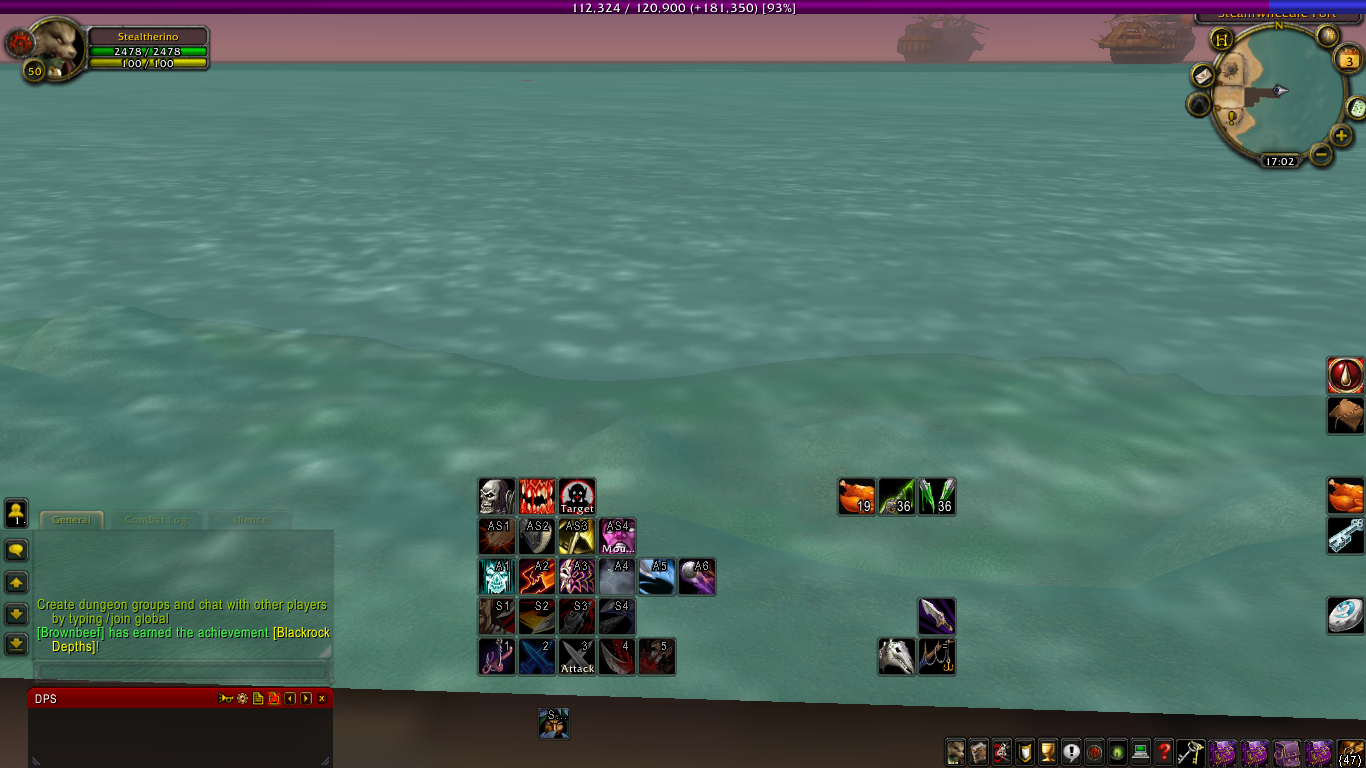 112,324 / 120,900 (+181,350) [93%]
Stealtherino
2478 / 2478
100 / 100
50
N
3
17:02
Target
19
36
36
AS1
AS2
AS3
AS4
Mou...
A1
A2
A3
A4
A5
A6
S1
S2
S3
S4
1
2
3
4
5
Attack
S...
1
General
Combat Log
silence
Create dungeon groups and chat with other players
by typing /join global
[Brownbeef] has earned the achievement [Blackrock
Depths]!
DPS
(47)